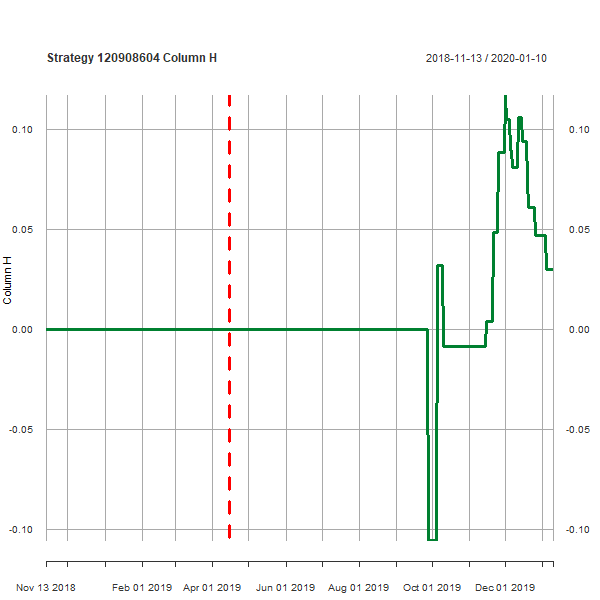 Strategy 120908604 Column H 2018-11-13 / 2020-01-10
0.10 0.10
0.05 0.05
Column H
0.00 0.00
-0.05 -0.05
-0.10 -0.10
Nov 13 2018 Feb 01 2019 Apr 01 2019 Jun 01 2019 Aug 01 2019 Oct 01 2019 Dec 01 2019